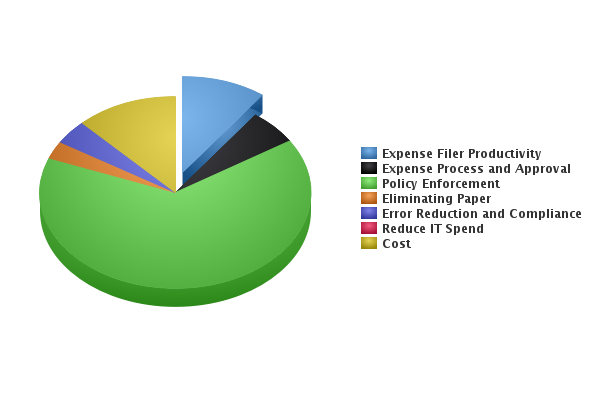 Expense Filer Productivity
Expense Process and Approval
Policy Enforcement
Eliminating Paper
Error Reduction and Compliance
Reduce IT Spend
Cost